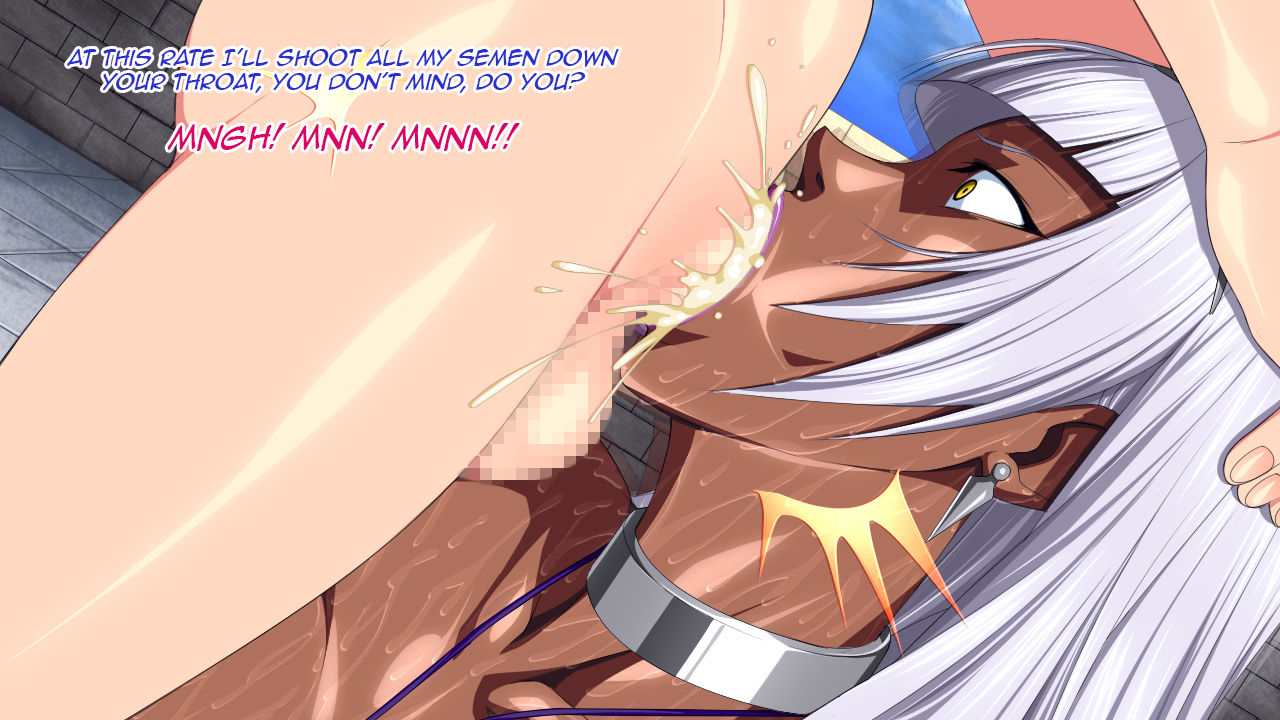 AT THIS RATE I'LL SHOOT ALL MY SEMEN DOWN
YOUR THROAT, YOU DON'T MIND, DO YOU?
MNGH! MNN! MNNN!!